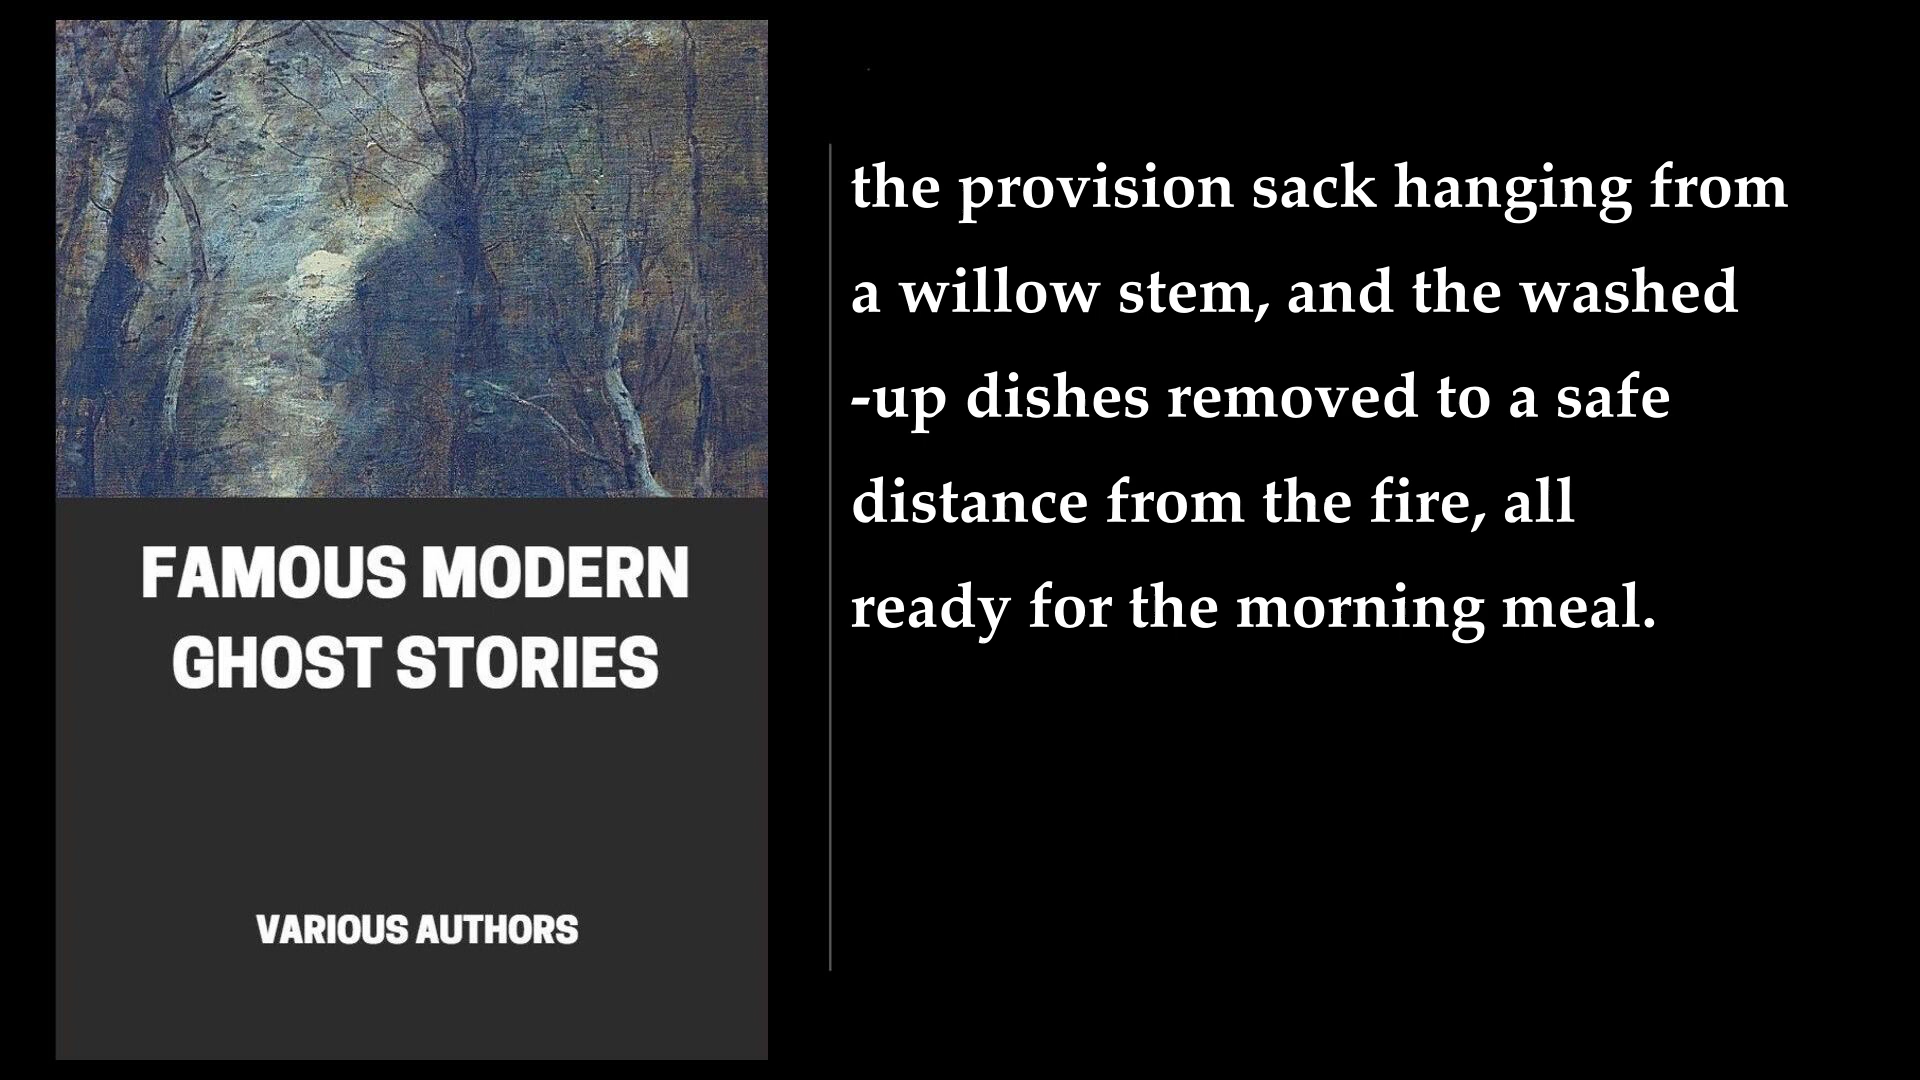 FAMOUS MODERN
GHOST STORIES
VARIOUS AUTHORS
the provision sack hanging from
a willow stem, and the washed
-up dishes removed to a safe
distance from the fire, all
ready for the morning meal.